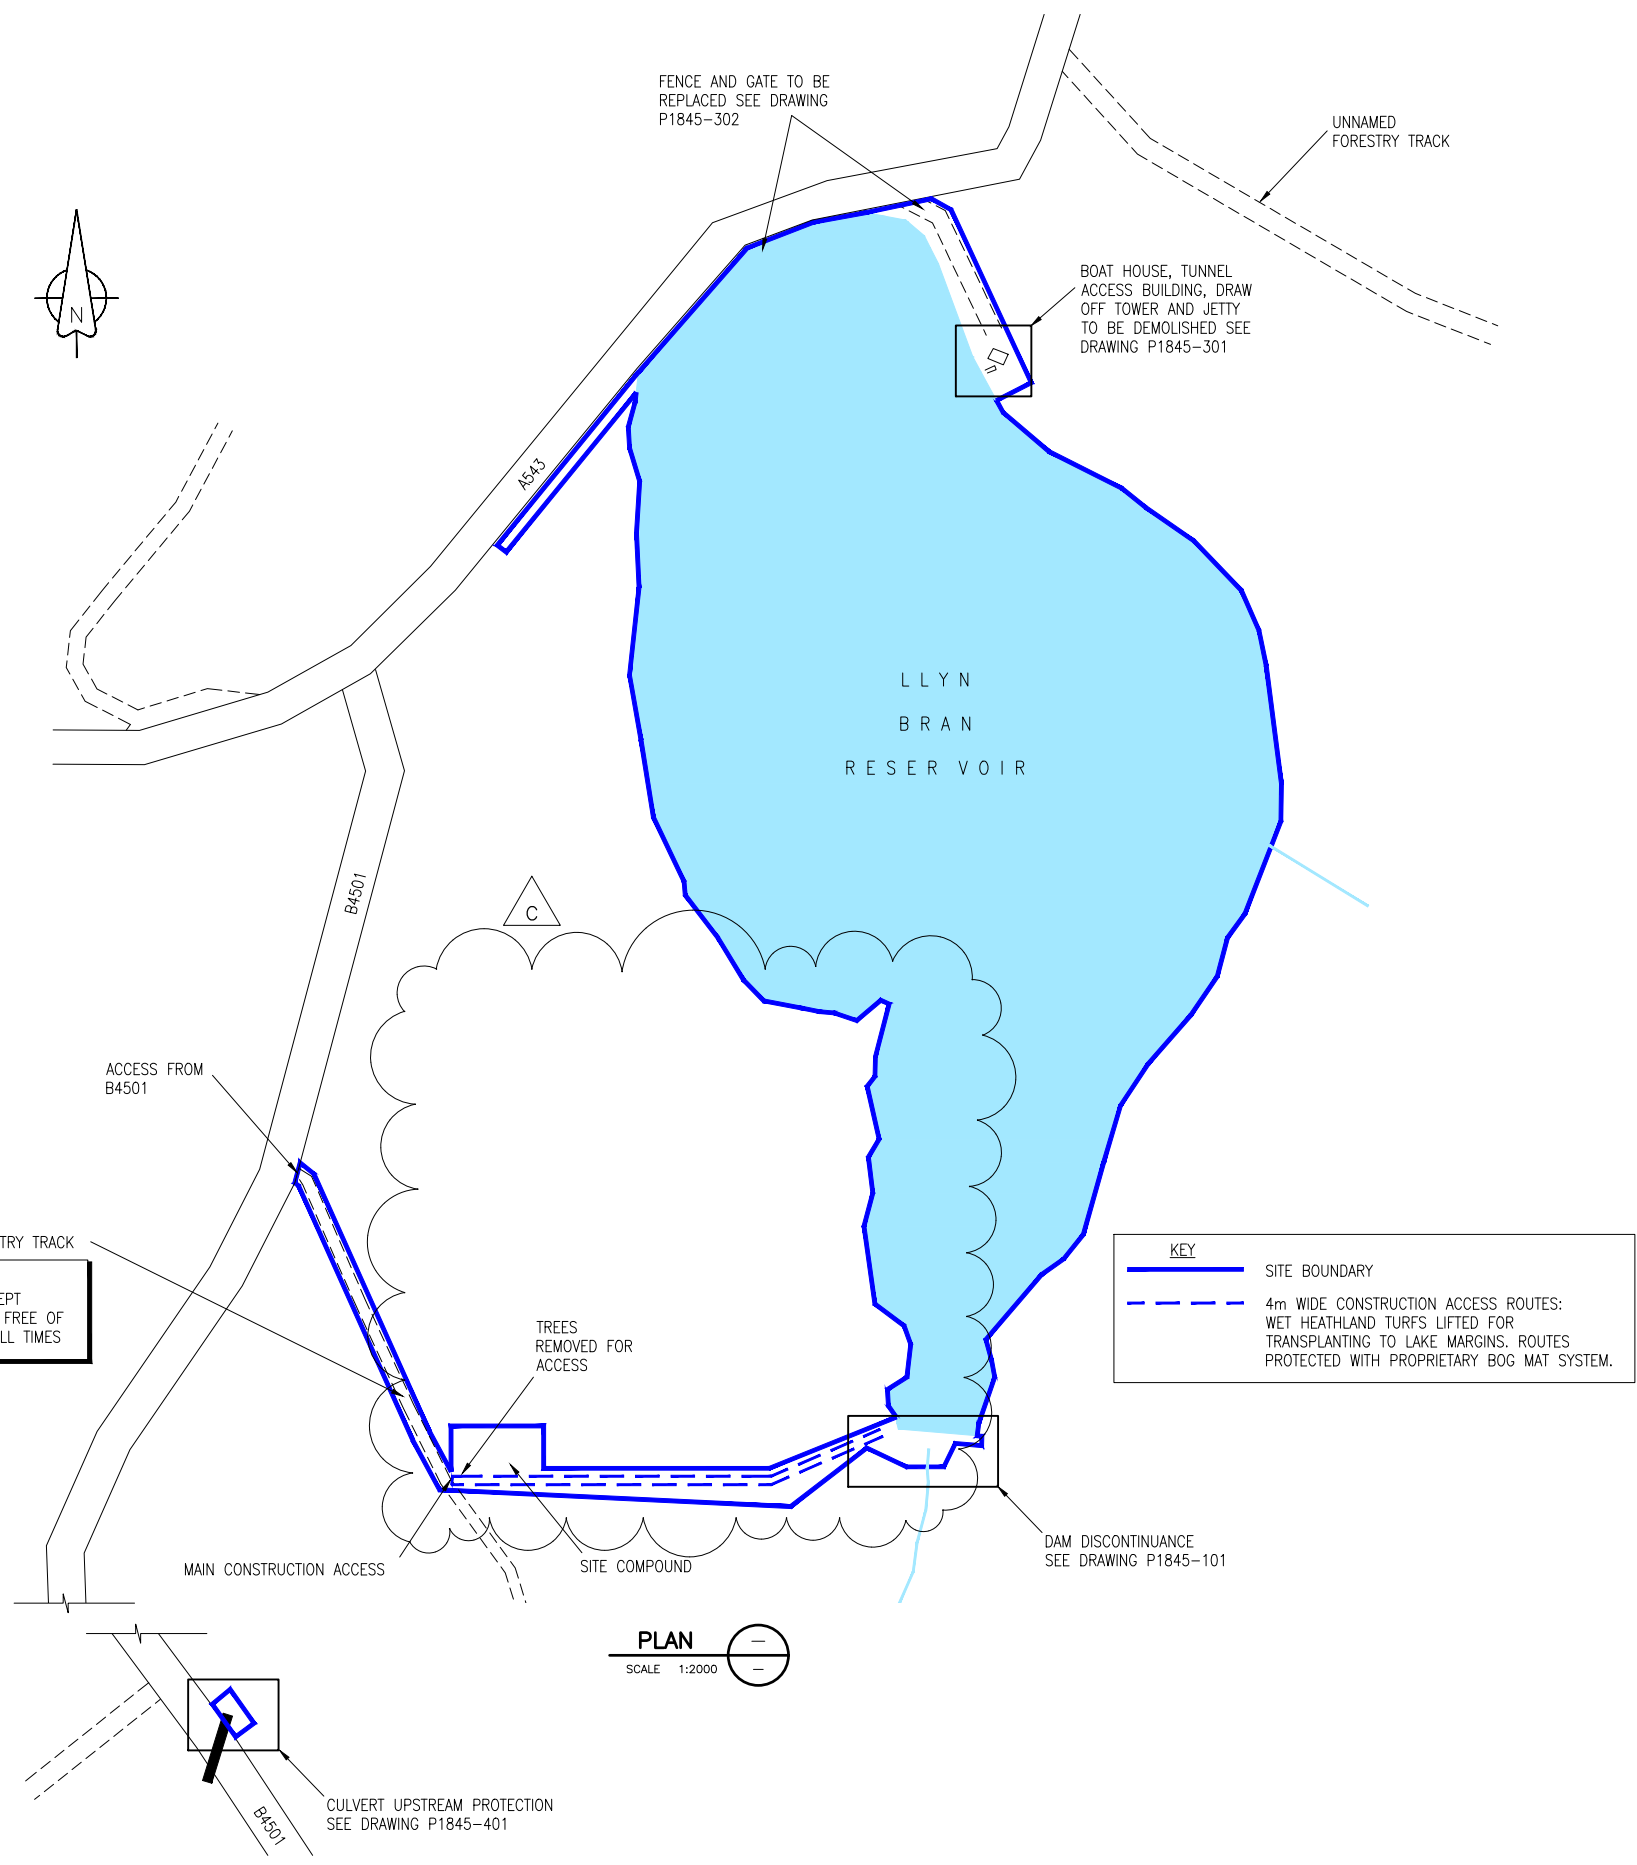 FENCE AND GATE TO BE
REPLACED SEE DRAWING
P1845-302
UNNAMED
FORESTRY TRACK
N
BOAT HOUSE, TUNNEL
ACCESS BUILDING, DRAW
OFF TOWER AND JETTY
TO BE DEMOLISHED SEE
DRAWING P1845-301
A543
LLYN
BRAN
RESERVOIR
B4501
C
ACCESS FROM
B4501
TRY TRACK
EPT
FREE OF
LL TIMES
KEY
SITE BOUNDARY
4m WIDE CONSTRUCTION ACCESS ROUTES:
WET HEATHLAND TURFS LIFTED FOR
TRANSPLANTING TO LAKE MARGINS. ROUTES
PROTECTED WITH PROPRIETARY BOG MAT SYSTEM.
TREES
REMOVED FOR
ACCESS
MAIN CONSTRUCTION ACCESS
SITE COMPOUND
DAM DISCONTINUANCE
SEE DRAWING P1845-101
PLAN
SCALE 1:2000
CULVERT UPSTREAM PROTECTION
SEE DRAWING P1845-401
B4501